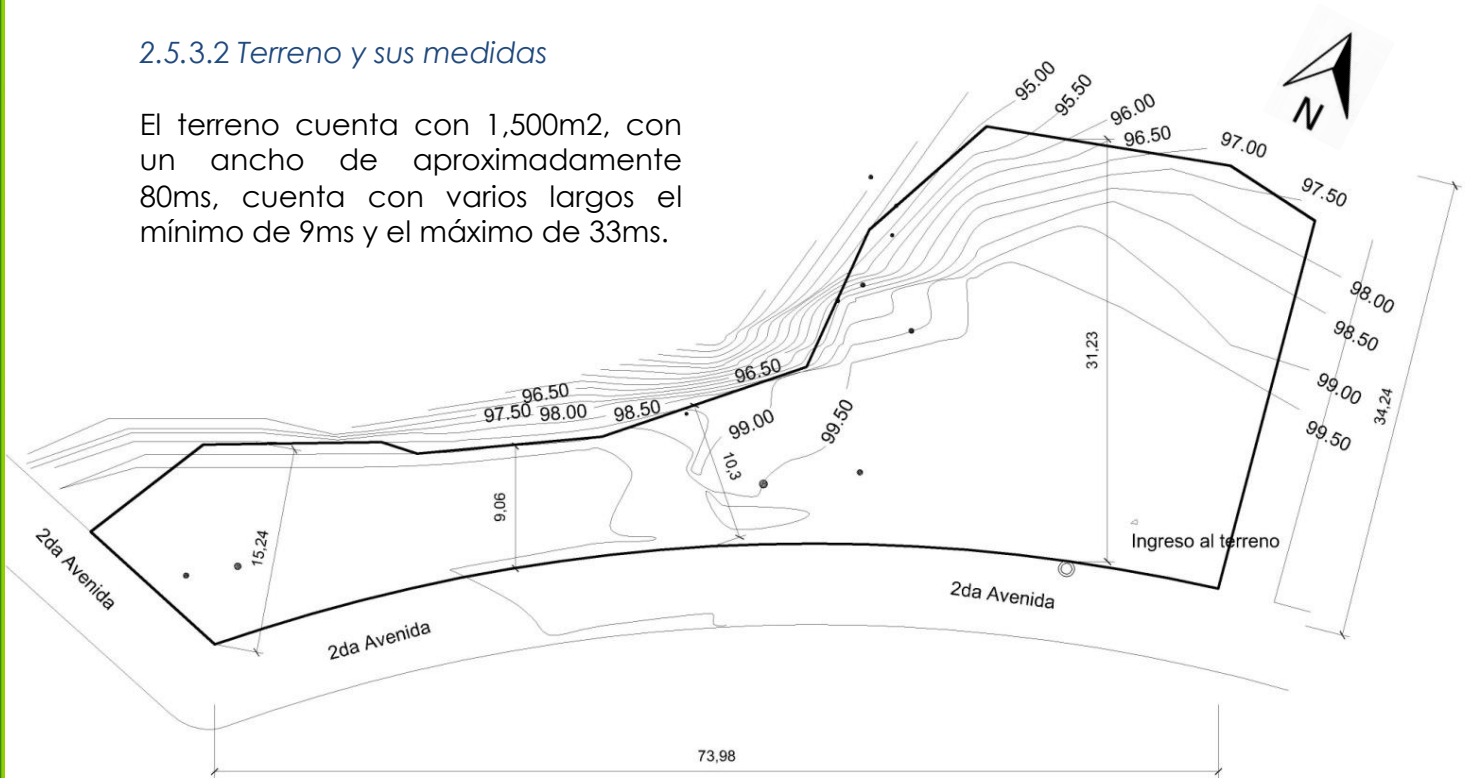 2.5.3.2 Terreno y sus medidas
El terreno cuenta con 1,500m2, con
un ancho de aproximadamente
80ms, cuenta con varios largos el
mínimo de 9ms y el máximo de 33ms.
N
95.00
95.50
96.00
96.50
97.00
97.50
98.00
98.50
99.00
99.50
34,24
31,23
96.50
96.50
97.50
98.00
98.50
99.00
99.50
10,3
9,06
15,24
Ingreso al terreno
2da Avenida
2da Avenida
2da Avenida
73,98